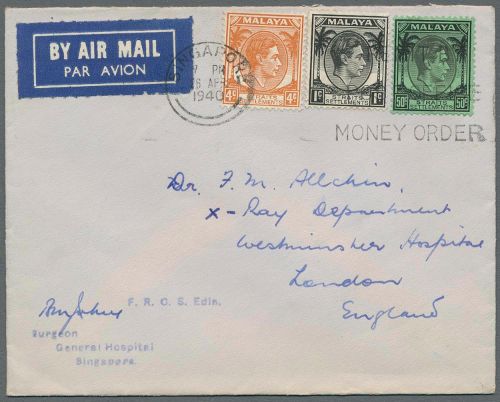 BY AIR MAIL
PAR AVION
SINGAPORE
PM
1940
MALAYA
4c 4c
STRAITS
SETTLEMENTS
MALAYA
1c 1c
STRAITS
SETTLEMENTS
MALAYA
50c 50c
STRAITS
SETTLEMENTS
MONEY ORDER
Dr. F. M. Allchin,
X-Ray Department
Westminster Hospital
London
England
F. R. C. S. Edin.
Surgeon
General Hospital
Singapore.